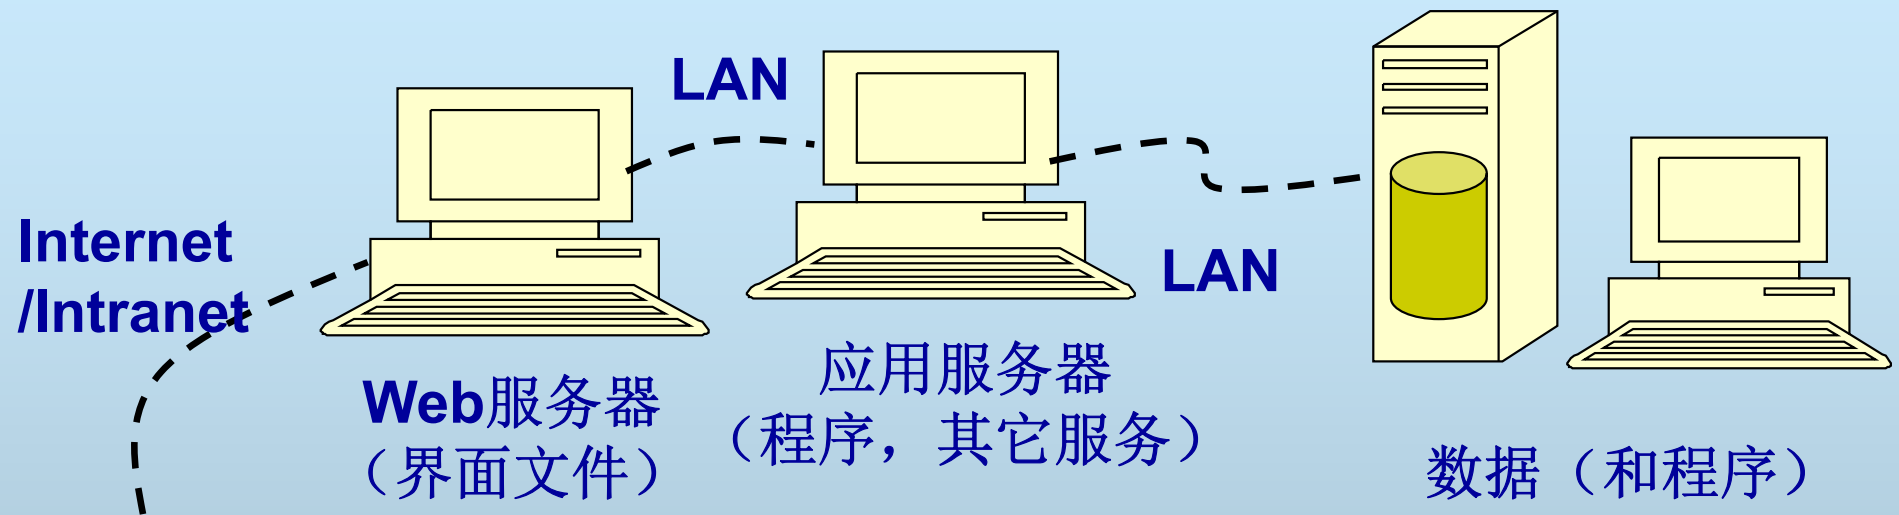 LAN
Internet
/Intranet
LAN
Web服务器
（界面文件）
应用服务器
（程序，其它服务）
数据（和程序）